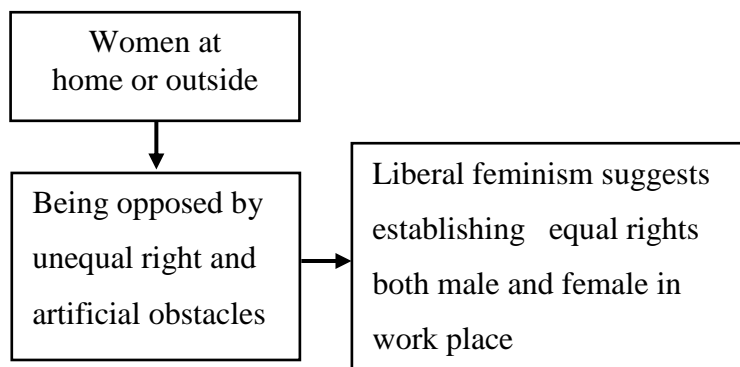 Women at
home or outside
Being opposed by
unequal right and
artificial obstacles
Liberal feminism suggests
establishing equal rights
both male and female in
work place